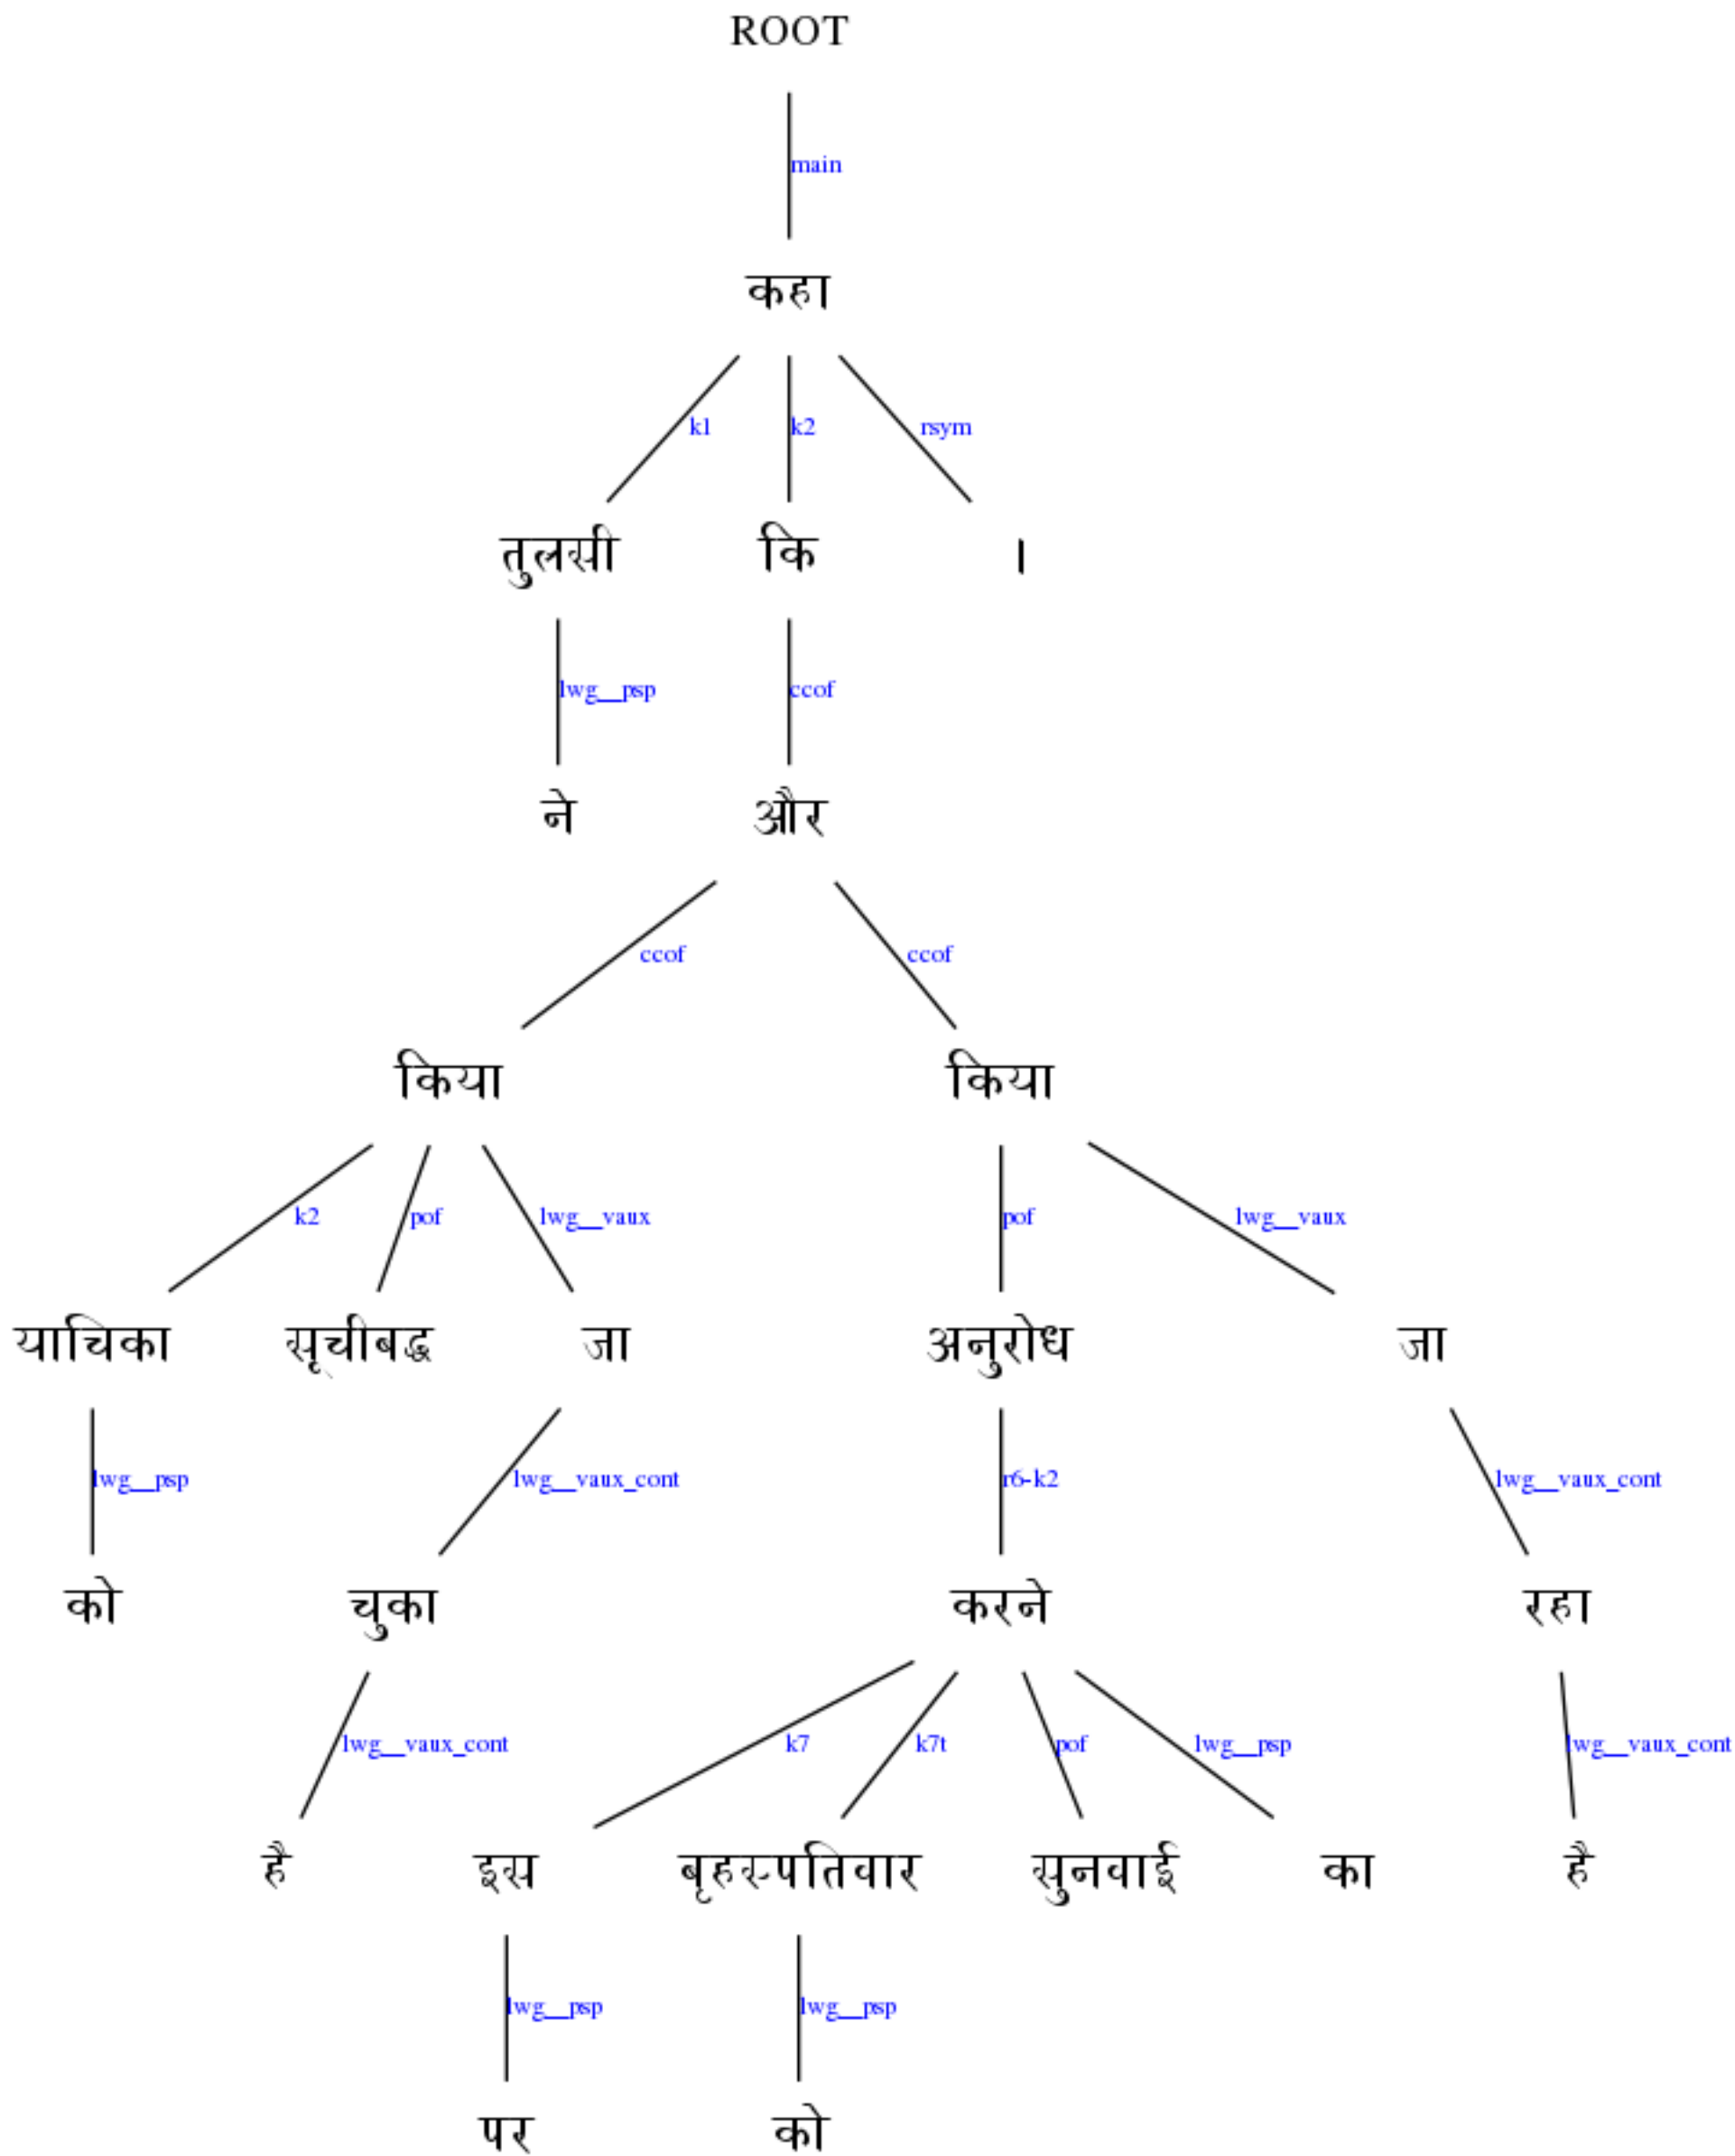 ROOT
main
कहा
k1 k2 rsym
तुलसी कि ।
lwg__psp ccof
ने और
ccof ccof
किया किया
k2 pof lwg__vaux pof lwg__vaux
याचिका सूचीबद्ध जा अनुरोध जा
lwg__psp lwg__vaux_cont r6-k2 lwg__vaux_cont
को चुका करने रहा
lwg__vaux_cont k7 k7t pof lwg__psp lwg__vaux_cont
है इस बृहस्पतिवार सुनवाई का है
lwg__psp lwg__psp
पर को